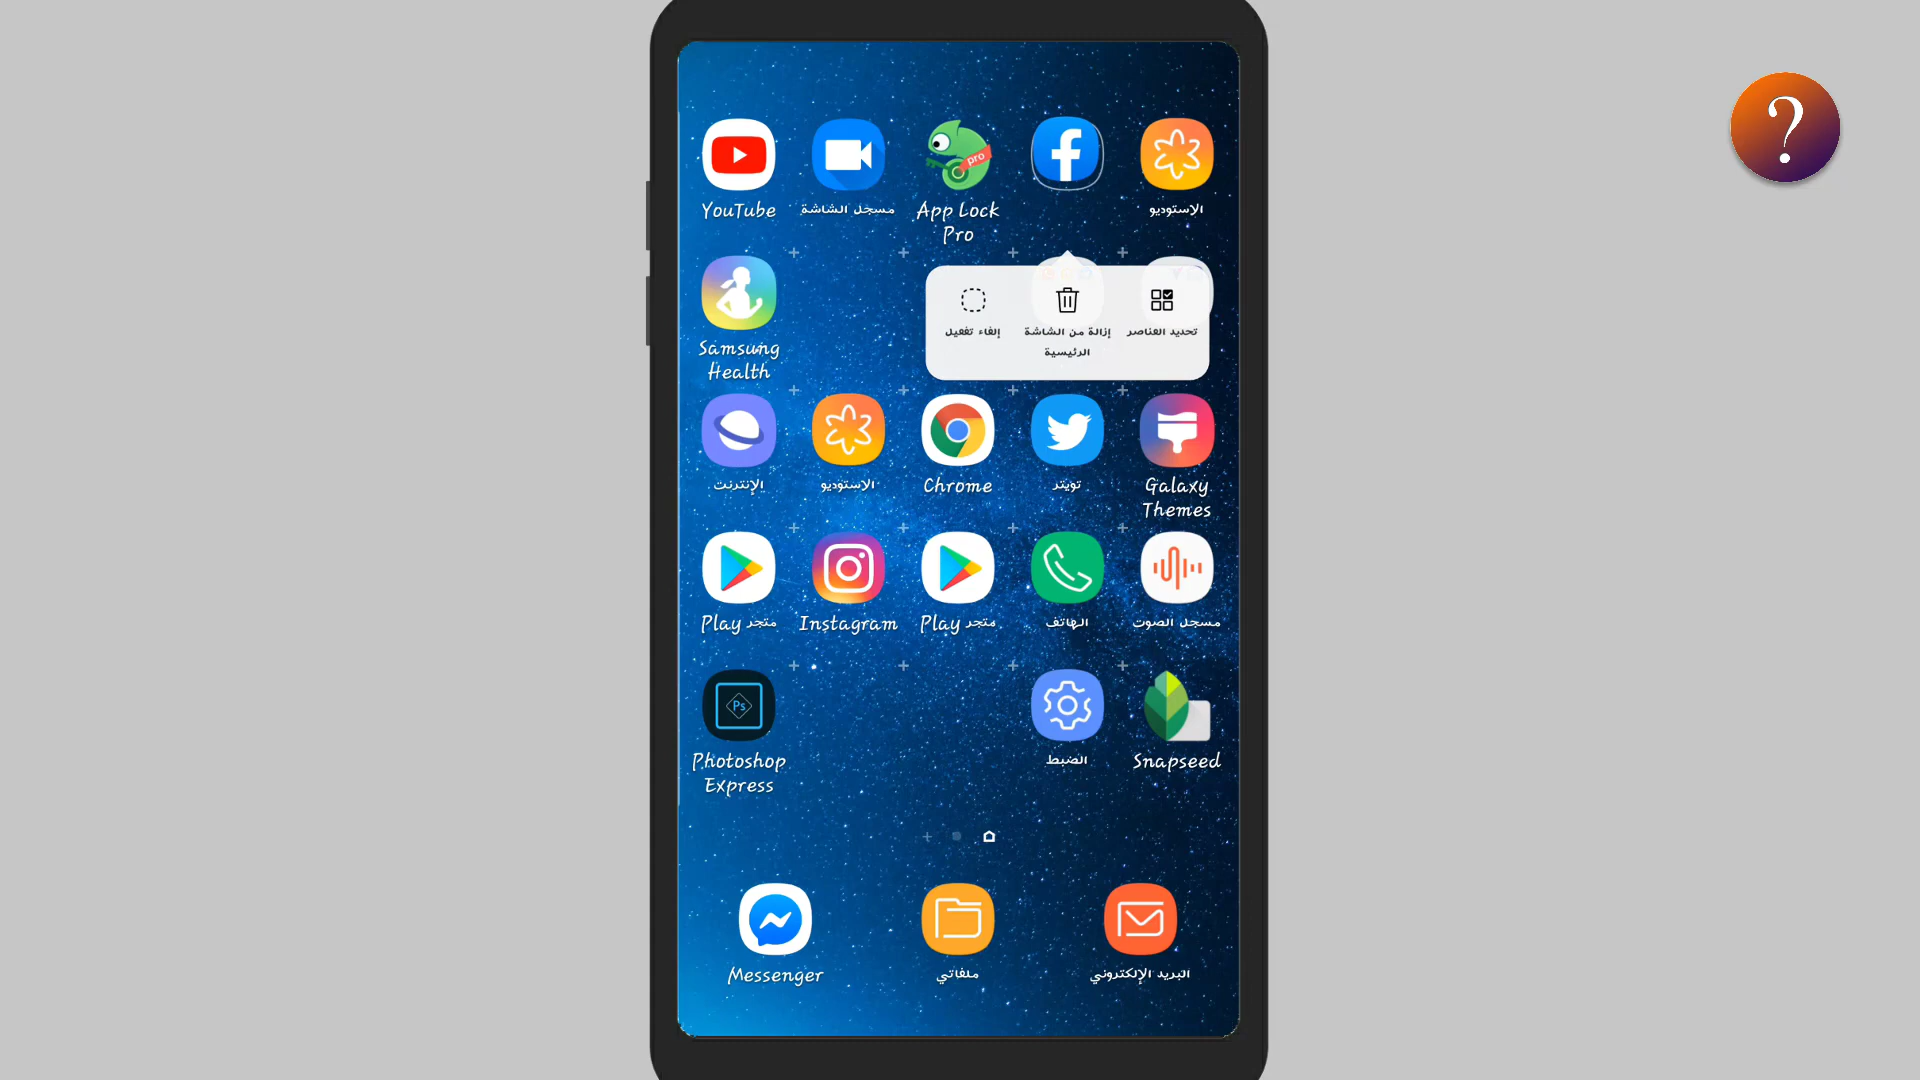 ?
YouTube
مسجل الشاشة
App Lock
Pro
pro
الاستوديو
Samsung
Health
إلغاء تفعيل
إزالة من الشاشة
الرئيسية
تحديد العناصر
الإنترنت
الاستوديو
Chrome
تويتر
Galaxy
Themes
متجر Play
Instagram
متجر Play
الهاتف
مسجل الصوت
Ps
Photoshop
Express
الضبط
Snapseed
Messenger
ملفاتي
البريد الإلكتروني